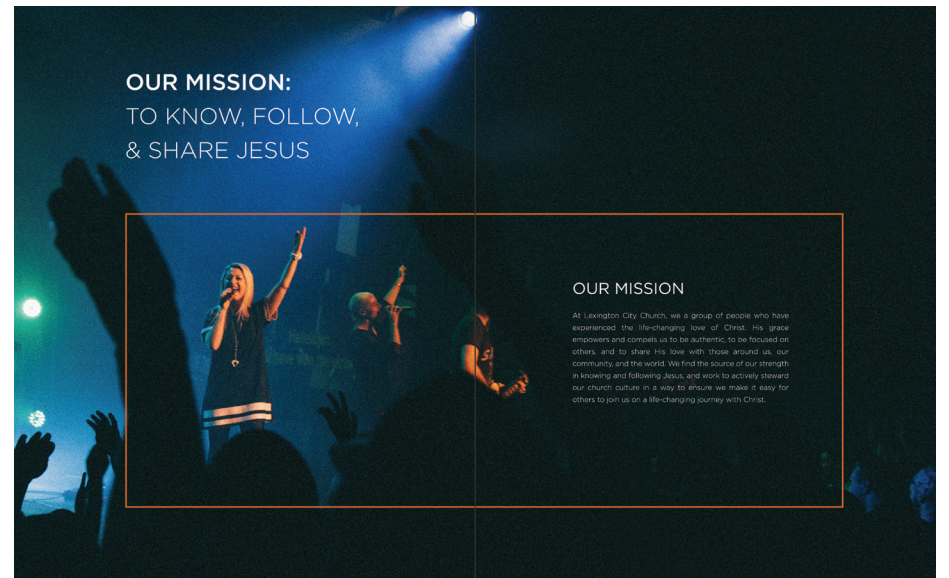 OUR MISSION:
TO KNOW, FOLLOW,
& SHARE JESUS
OUR MISSION
At Lexington City Church, we a group of people who have
experienced the life-changing love of Christ. His grace
empowers and compels us to be authentic, to be focused on
others, and to share His love with those around us, our
community, and the world. We find the source of our strength
in knowing and following Jesus, and work to actively steward
our church culture in a way to ensure we make it easy for
others to join us on a life-changing journey with Christ.